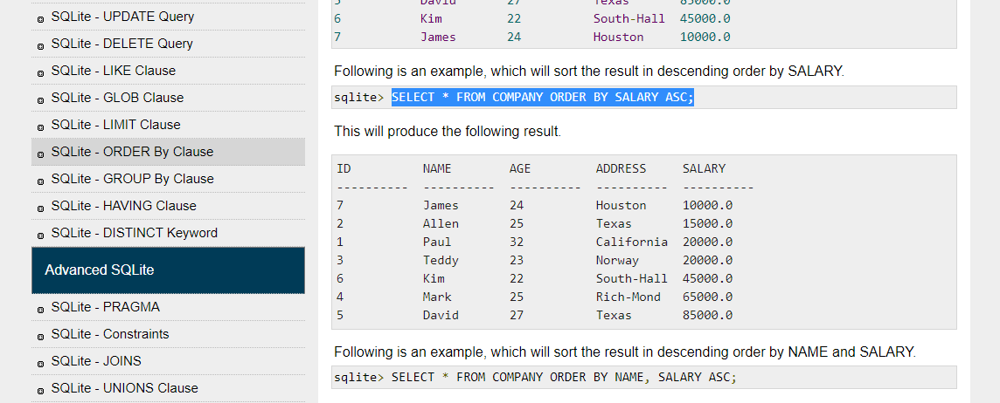 SQLite - UPDATE Query
SQLite - DELETE Query
SQLite - LIKE Clause
SQLite - GLOB Clause
SQLite - LIMIT Clause
SQLite - ORDER By Clause
SQLite - GROUP By Clause
SQLite - HAVING Clause
SQLite - DISTINCT Keyword
Advanced SQLite
SQLite - PRAGMA
SQLite - Constraints
SQLite - JOINS
SQLite - UNIONS Clause
5 David 27 Texas 85000.0
6 Kim 22 South-Hall 45000.0
7 James 24 Houston 10000.0
Following is an example, which will sort the result in descending order by SALARY.
sqlite> SELECT * FROM COMPANY ORDER BY SALARY ASC;
This will produce the following result.
ID NAME AGE ADDRESS SALARY
---------- ---------- ---------- ---------- ----------
7 James 24 Houston 10000.0
2 Allen 25 Texas 15000.0
1 Paul 32 California 20000.0
3 Teddy 23 Norway 20000.0
6 Kim 22 South-Hall 45000.0
4 Mark 25 Rich-Mond 65000.0
5 David 27 Texas 85000.0
Following is an example, which will sort the result in descending order by NAME and SALARY.
sqlite> SELECT * FROM COMPANY ORDER BY NAME, SALARY ASC;